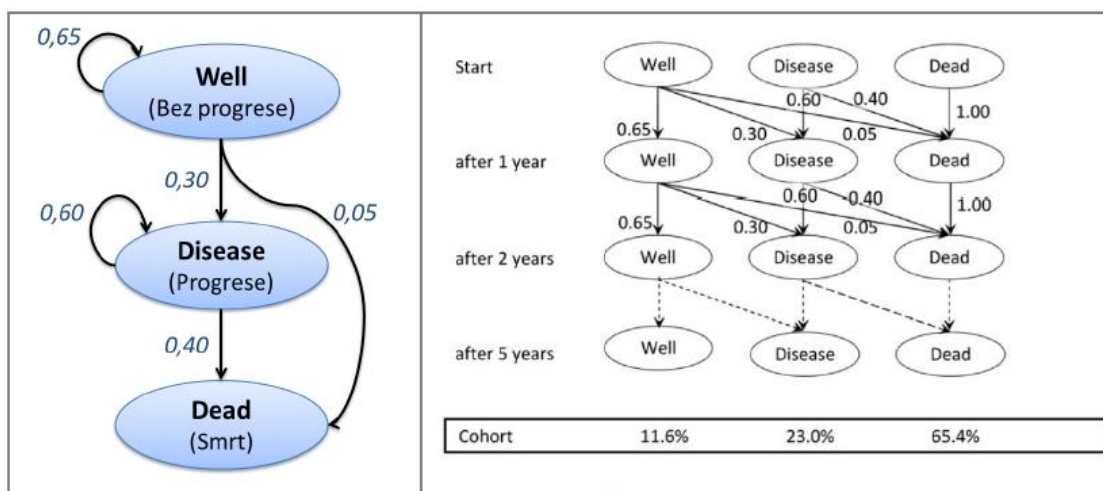 0,65
Well
(Bez progrese)
0,30
0,60
0,05
Disease
(Progrese)
0,40
Dead
(Smrt)
Start
Well
Disease
Dead
0.60
0.40
1.00
0.65
0.30
0.05
after 1 year
Well
Disease
Dead
0.60
0.40
1.00
0.65
0.30
0.05
after 2 years
Well
Disease
Dead
after 5 years
Well
Disease
Dead
Cohort 11.6% 23.0% 65.4%